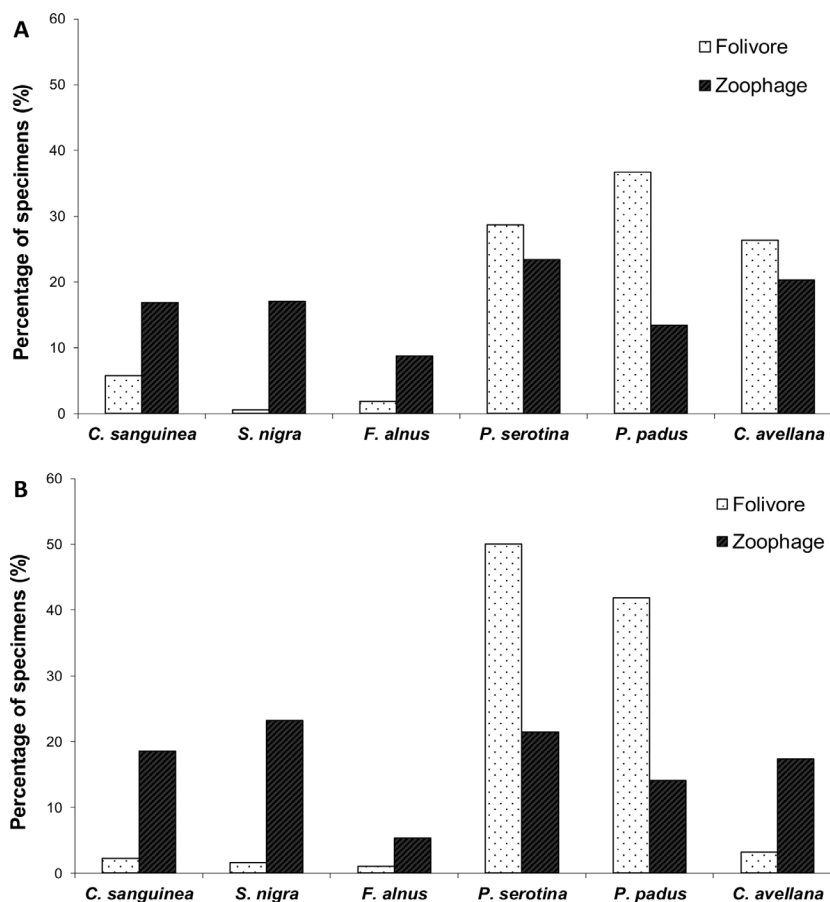 A
Percentage of specimens (%)
60
50
40
30
20
10
0
Folivore
Zoophage
C. sanguinea S. nigra F. alnus P. serotina P. padus C. avellana
B
Percentage of specimens (%)
60
50
40
30
20
10
0
Folivore
Zoophage
C. sanguinea S. nigra F. alnus P. serotina P. padus C. avellana